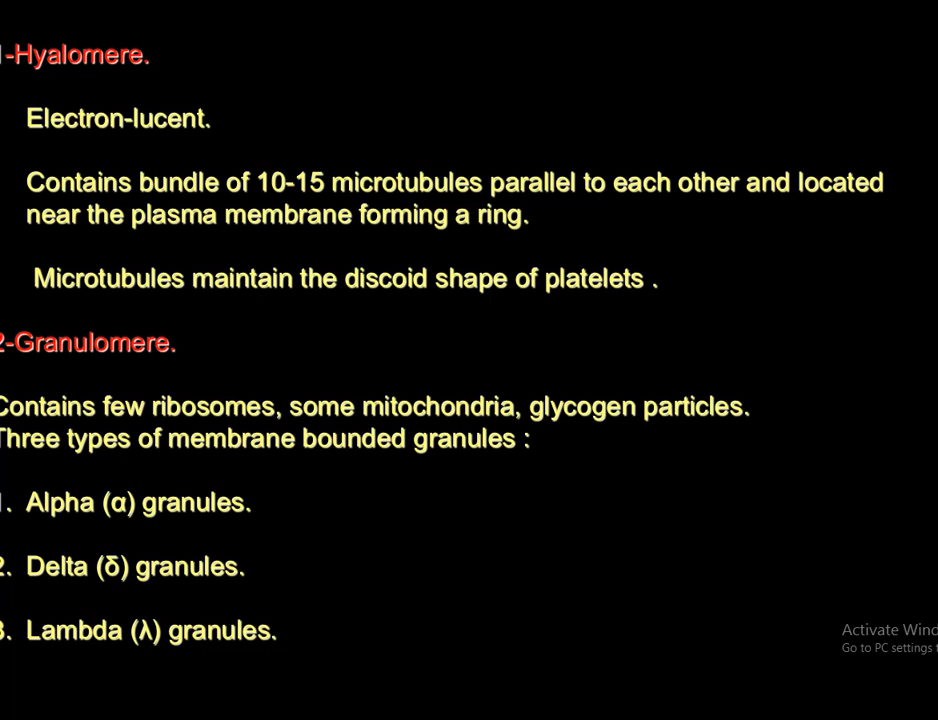 1-Hyalomere.
Electron-lucent.
Contains bundle of 10-15 microtubules parallel to each other and located
near the plasma membrane forming a ring.
Microtubules maintain the discoid shape of platelets .
2-Granulomere.
Contains few ribosomes, some mitochondria, glycogen particles.
Three types of membrane bounded granules :
1. Alpha (α) granules.
2. Delta (δ) granules.
3. Lambda (λ) granules.
Activate Wind
Go to PC settings